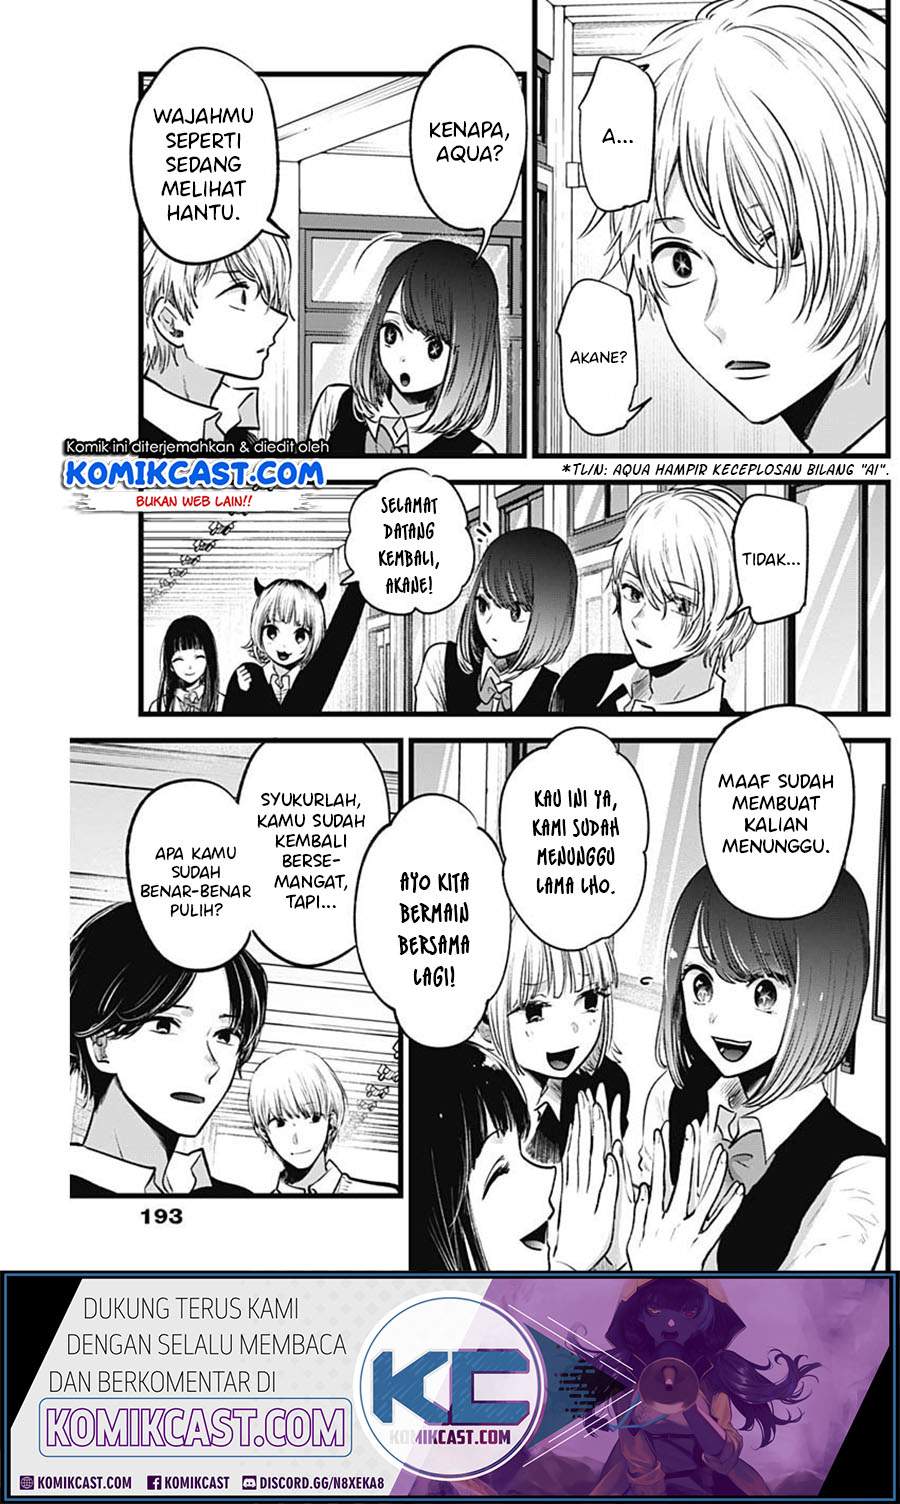 A...
AKANE?
KENAPA,
AQUA?
WAJAHMU
SEPERTI
SEDANG
MELIHAT
HANTU.
Komik ini diterjemahkan & diedit oleh
KOMIKCAST.COM
BUKAN WEB LAIN!!
*TL/N: AQUA HAMPIR KECEPLOSAN BILANG "AI".
TIDAK...
SELAMAT
DATANG
KEMBALI,
AKANE!
MAAF SUDAH
MEMBUAT
KALIAN
MENUNGGU.
KAU INI YA,
KAMI SUDAH
MENUNGGU
LAMA LHO.
AYO KITA
BERMAIN
BERSAMA
LAGI!
SYUKURLAH,
KAMU SUDAH
KEMBALI
BERSE-
MANGAT,
TAPI...
APA KAMU
SUDAH
BENAR-BENAR
PULIH?
193
DUKUNG TERUS KAMI
DENGAN SELALU MEMBACA
DAN BERKOMENTAR DI
KOMIKCAST.COM
KC
KOMIKCAST.COM
KOMIKCAST.COM
KOMIKCAST
DISCORD.GG/N8XEKA8